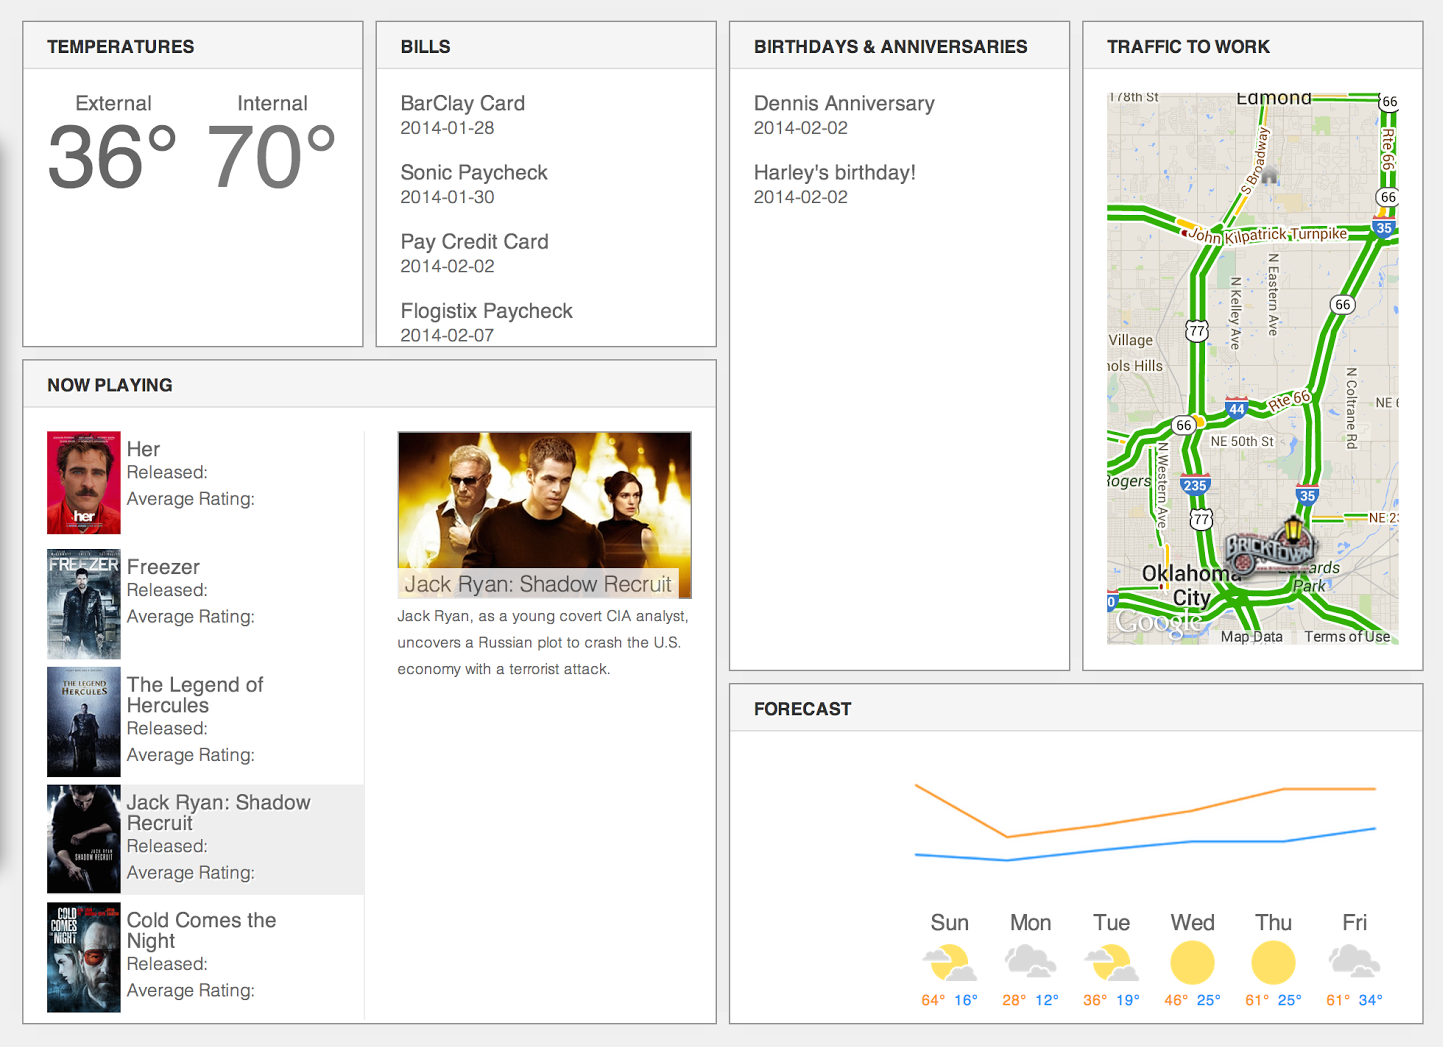 TEMPERATURES
External
36°
Internal
70°
BILLS
BarClay Card
2014-01-28
Sonic Paycheck
2014-01-30
Pay Credit Card
2014-02-02
Flogistix Paycheck
2014-02-07
BIRTHDAYS & ANNIVERSARIES
Dennis Anniversary
2014-02-02
Harley's birthday!
2014-02-02
TRAFFIC TO WORK
178th St
Edmond
66
Rte 66
S Broadway
66
35
John Kilpatrick Turnpike
N Eastern Ave
N Kelley Ave
66
77
Village
hols Hills
N Coltrane Rd
44
Rte 66
NE 6
66
NE 50th St
N Western Ave
Rogers
235
35
77
NE 23
BRICKTOWN
Oklahoma
City
Park
Google
Map Data
Terms of Use
NOW PLAYING
her
Her
Released:
Average Rating:
FREEZER
Freezer
Released:
Average Rating:
THE LEGEND
HERCULES
The Legend of
Hercules
Released:
Average Rating:
JACK RYAN
SHADOW RECRUIT
Jack Ryan: Shadow
Recruit
Released:
Average Rating:
COLD
COMES
THE
NIGHT
Cold Comes the
Night
Released:
Average Rating:
Jack Ryan: Shadow Recruit
Jack Ryan, as a young covert CIA analyst,
uncovers a Russian plot to crash the U.S.
economy with a terrorist attack.
FORECAST
Sun Mon Tue Wed Thu Fri
64° 16° 28° 12° 36° 19° 46° 25° 61° 25° 61° 34°